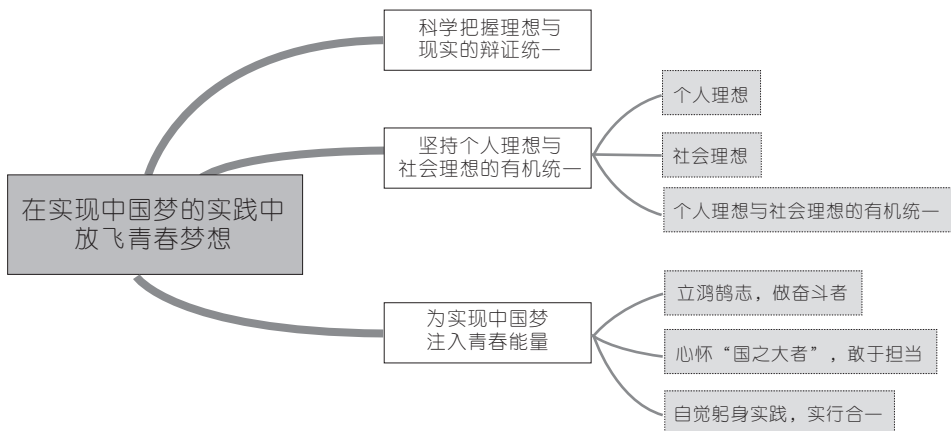 科学把握理想与
现实的辩证统一
个人理想
坚持个人理想与
社会理想的有机统一
社会理想
在实现中国梦的实践中
放飞青春梦想
个人理想与社会理想的有机统一
立鸿鹄志，做奋斗者
为实现中国梦
注入青春能量
心怀“国之大者”，敢于担当
自觉躬身实践，实行合一